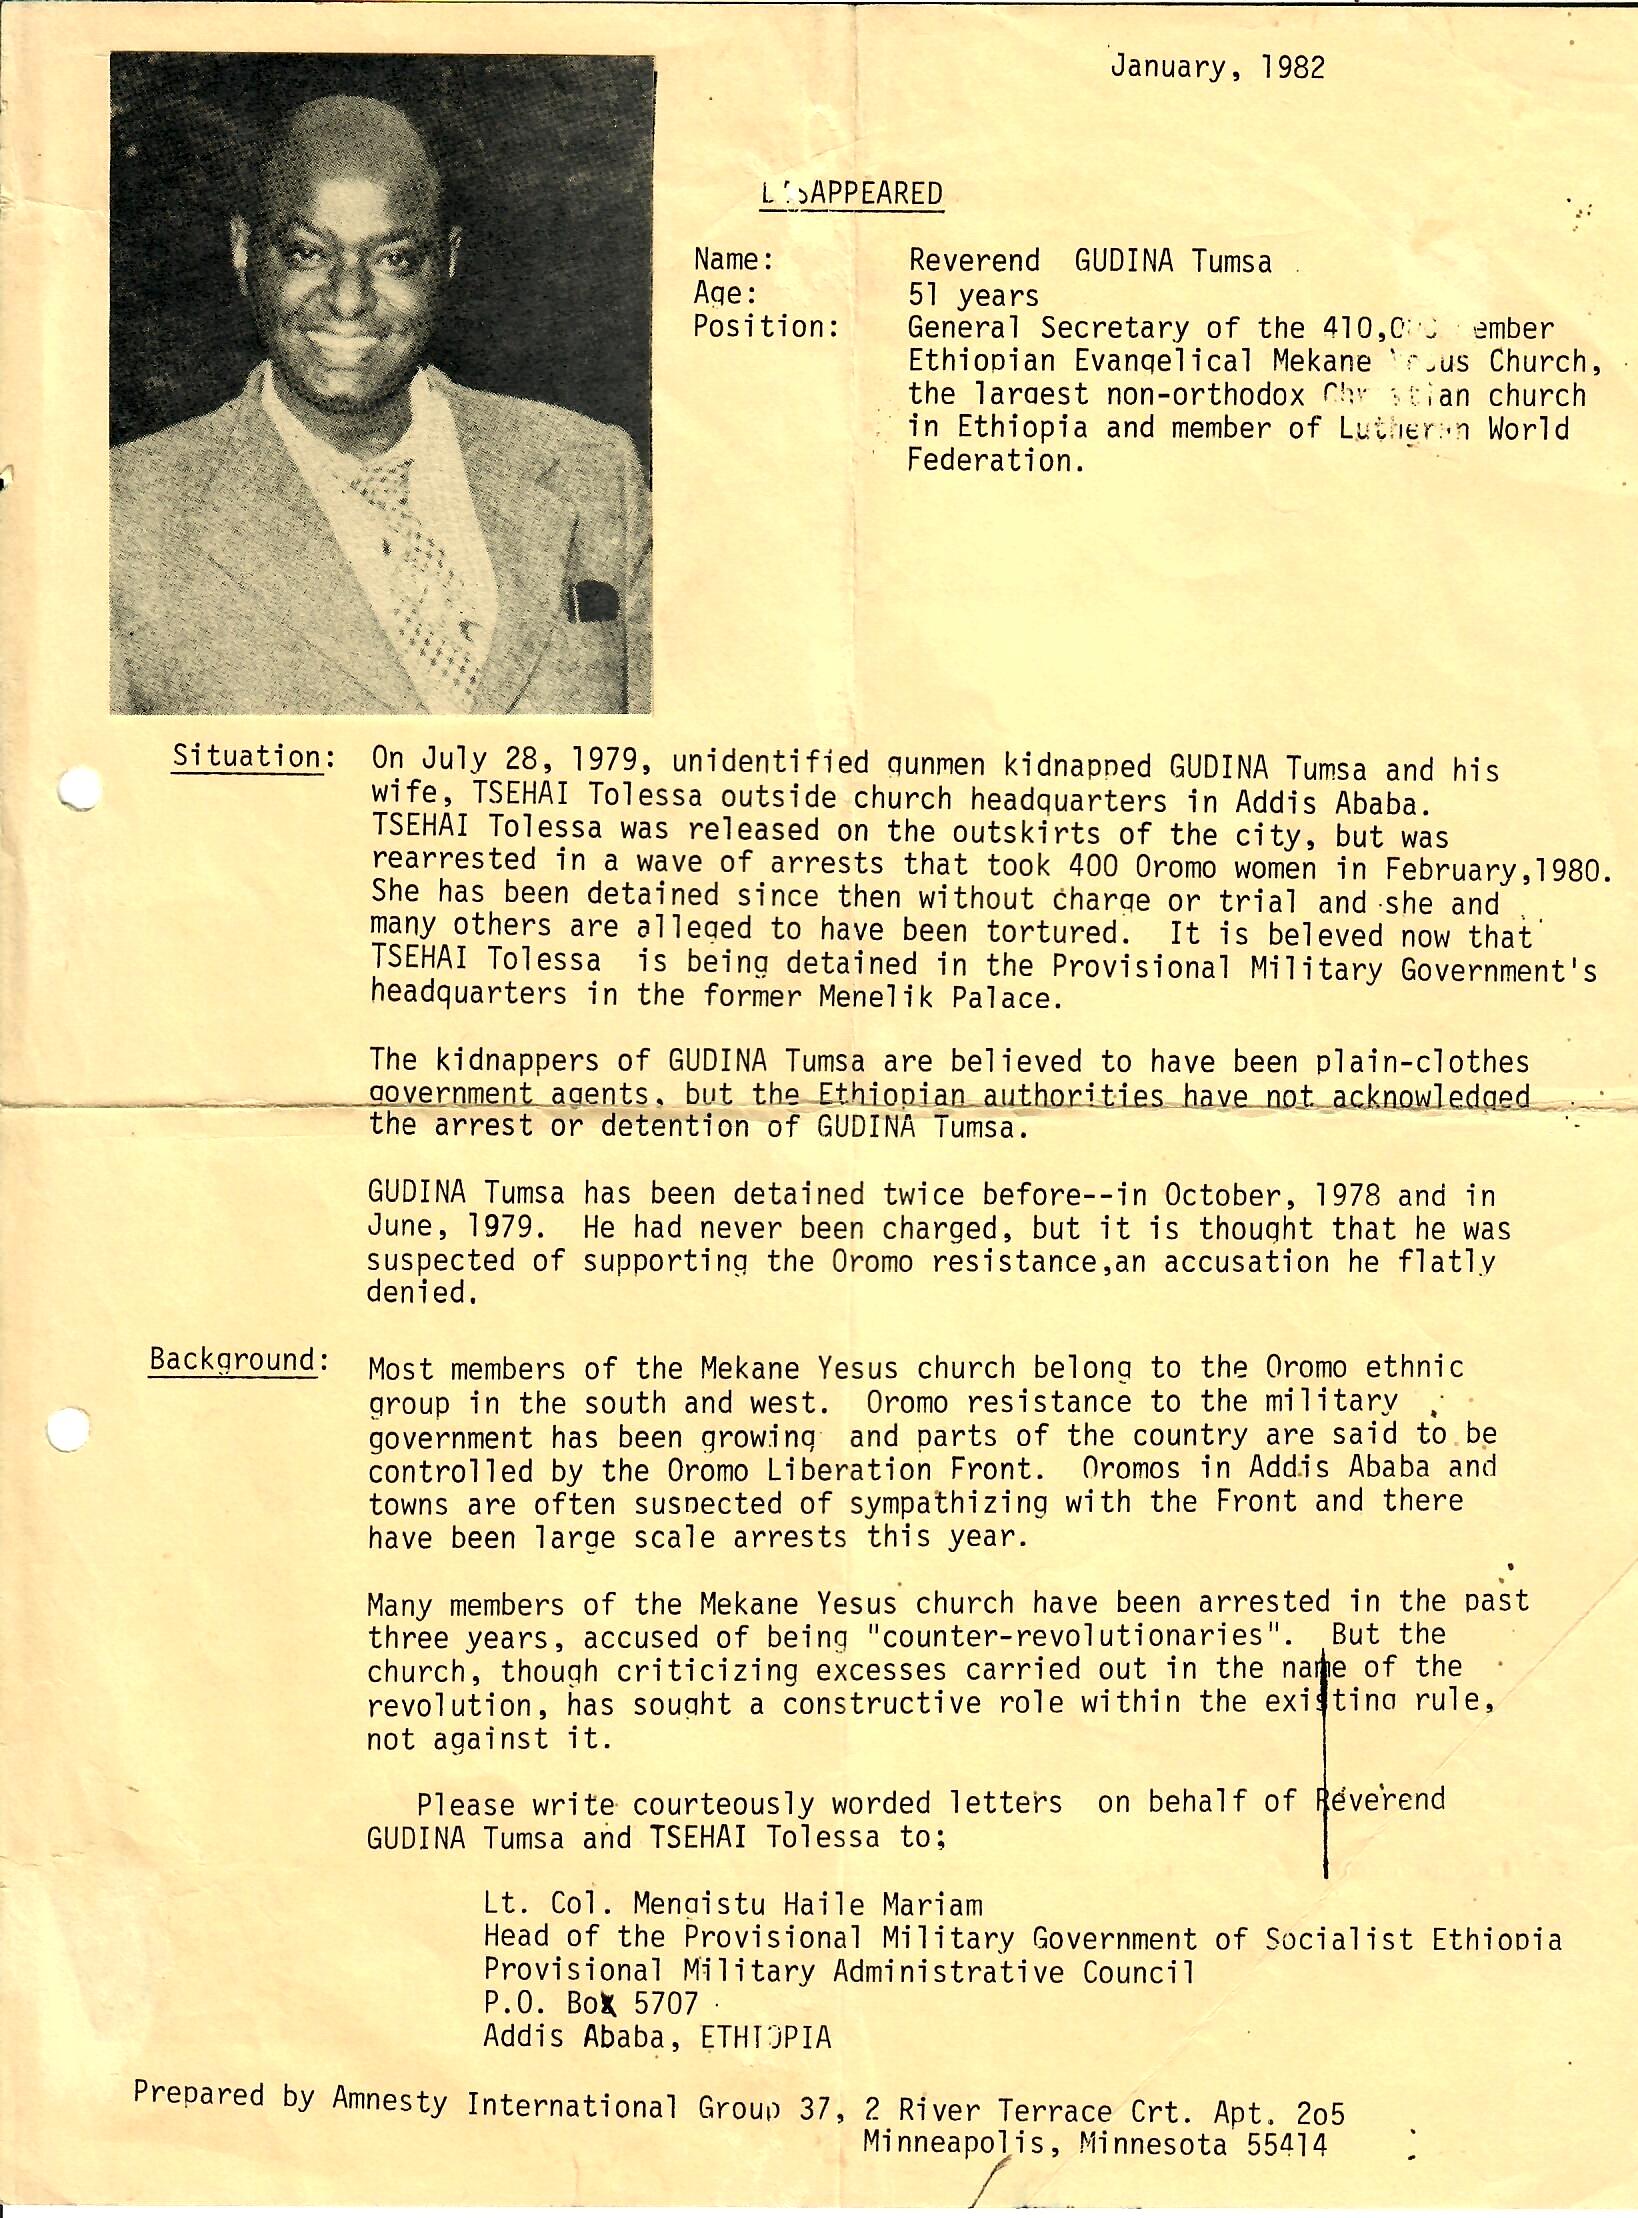 January, 1982
DISAPPEARED
Name: Reverend GUDINA Tumsa
Age: 51 years
Position: General Secretary of the 410,000 member
Ethiopian Evangelical Mekane Yesus Church,
the largest non-orthodox Christian church
in Ethiopia and member of Lutheran World
Federation.
Situation: On July 28, 1979, unidentified gunmen kidnapped GUDINA Tumsa and his
wife, TSEHAI Tolessa outside church headquarters in Addis Ababa.
TSEHAI Tolessa was released on the outskirts of the city, but was
rearrested in a wave of arrests that took 400 Oromo women in February,1980.
She has been detained since then without charge or trial and she and
many others are alleged to have been tortured. It is beleved now that
TSEHAI Tolessa is being detained in the Provisional Military Government's
headquarters in the former Menelik Palace.
The kidnappers of GUDINA Tumsa are believed to have been plain-clothes
government agents, but the Ethiopian authorities have not acknowledged
the arrest or detention of GUDINA Tumsa.
GUDINA Tumsa has been detained twice before--in October, 1978 and in
June, 1979. He had never been charged, but it is thought that he was
suspected of supporting the Oromo resistance,an accusation he flatly
denied.
Background: Most members of the Mekane Yesus church belong to the Oromo ethnic
group in the south and west. Oromo resistance to the military
government has been growing and parts of the country are said to be
controlled by the Oromo Liberation Front. Oromos in Addis Ababa and
towns are often suspected of sympathizing with the Front and there
have been large scale arrests this year.
Many members of the Mekane Yesus church have been arrested in the past
three years, accused of being "counter-revolutionaries". But the
church, though criticizing excesses carried out in the name of the
revolution, has sought a constructive role within the existing rule,
not against it.
Please write courteously worded letters on behalf of Reverend
GUDINA Tumsa and TSEHAI Tolessa to;
Lt. Col. Mengistu Haile Mariam
Head of the Provisional Military Government of Socialist Ethiopia
Provisional Military Administrative Council
P.O. Box 5707
Addis Ababa, ETHIOPIA
Prepared by Amnesty International Group 37, 2 River Terrace Crt. Apt. 2o5
Minneapolis, Minnesota 55414